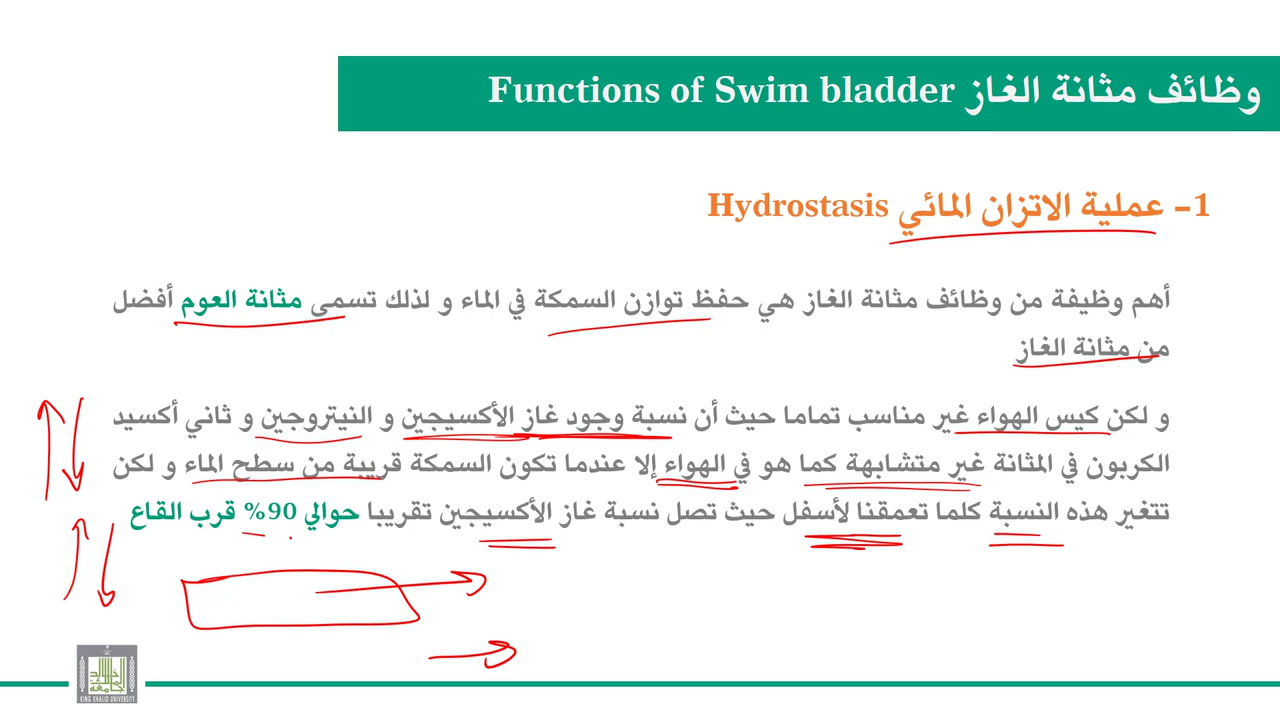 وظائف مثانة الغاز Functions of Swim bladder
1- عملية الاتزان المائي Hydrostasis
أهم وظيفة من وظائف مثانة الغاز هي حفظ توازن السمكة في الماء و لذلك تسمى مثانة العوم أفضل
من مثانة الغاز
و لكن كيس الهواء غير مناسب تماما حيث أن نسبة وجود غاز الأكسيجين و النيتروجين و ثاني أكسيد
الكربون في المثانة غير متشابهة كما هو في الهواء إلا عندما تكون السمكة قريبة من سطح الماء و لكن
تتغير هذه النسبة كلما تعمقنا لأسفل حيث تصل نسبة غاز الأكسيجين تقريبا حوالي 90% قرب القاع
KING KHALID UNIVERSITY